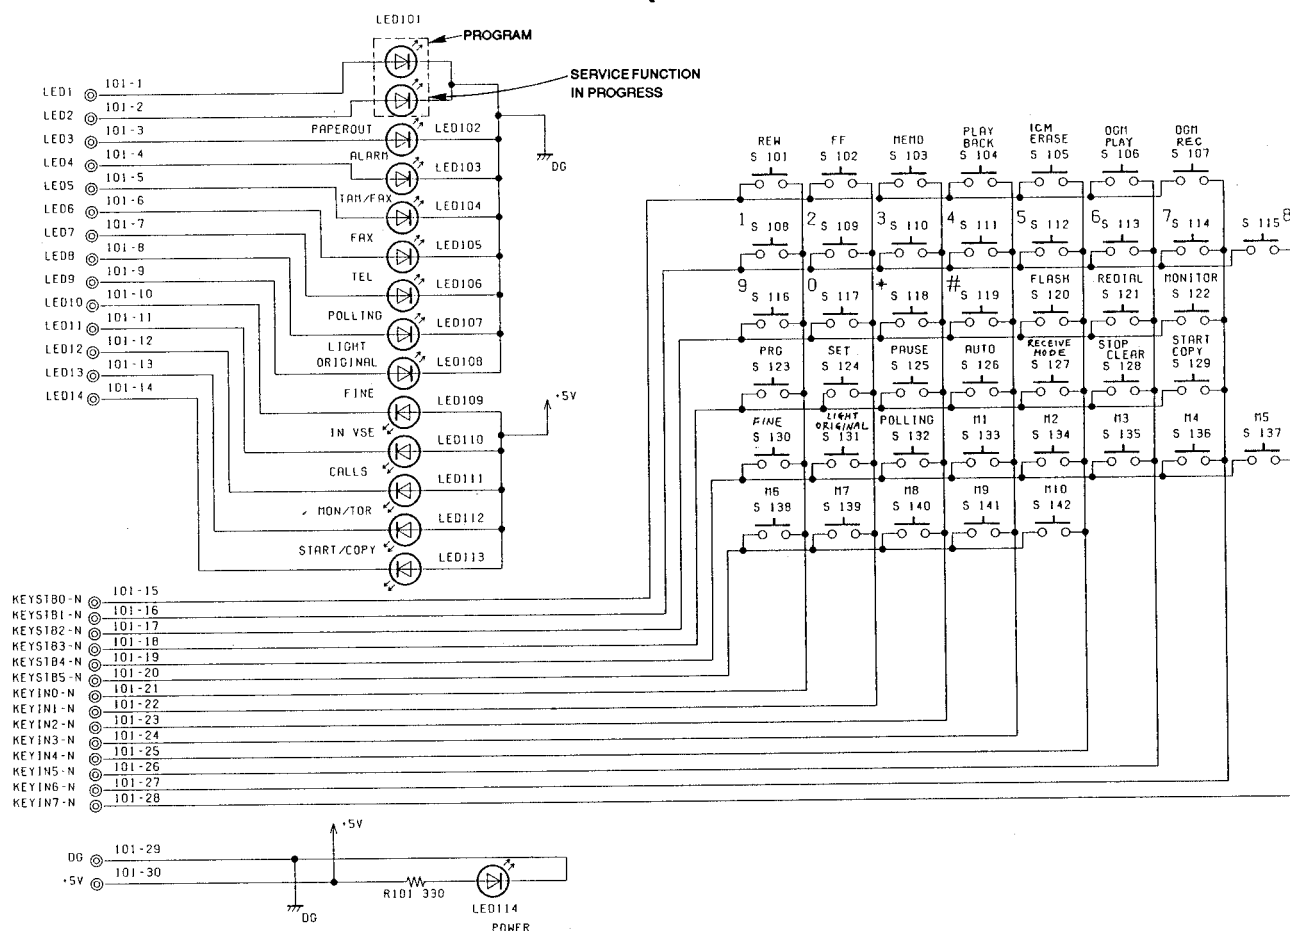 LED101
PROGRAM
SERVICE FUNCTION
IN PROGRESS
LED1 101-1
LED2 101-2
LED3 101-3
LED4 101-4
LED5 101-5
LED6 101-6
LED7 101-7
LED8 101-8
LED9 101-9
LED10 101-10
LED11 101-11
LED12 101-12
LED13 101-13
LED14 101-14
PAPEROUT LED102
ALARM LED103
TAM/FAX LED104
FAX LED105
TEL LED106
POLLING LED107
LIGHT
ORIGINAL LED108
FINE LED109
IN VSE LED110
CALLS LED111
MON/TOR LED112
START/COPY LED113
DG
+5V
REW FF MEMO PLAY BACK ICM ERASE OGM PLAY OGM REC
S 101 S 102 S 103 S 104 S 105 S 106 S 107
1 2 3 4 5 6 7 8
S 108 S 109 S 110 S 111 S 112 S 113 S 114 S 115
9 0 * # FLASH REDIAL MONITOR
S 116 S 117 S 118 S 119 S 120 S 121 S 122
PRG SET PAUSE AUTO RECEIVE MODE STOP CLEAR START COPY
S 123 S 124 S 125 S 126 S 127 S 128 S 129
FINE LIGHT ORIGINAL POLLING M1 M2 M3 M4 M5
S 130 S 131 S 132 S 133 S 134 S 135 S 136 S 137
M6 M7 M8 M9 M10
S 138 S 139 S 140 S 141 S 142
KEYSTB0-N 101-15
KEYSTB1-N 101-16
KEYSTB2-N 101-17
KEYSTB3-N 101-18
KEYSTB4-N 101-19
KEYSTB5-N 101-20
KEYIN0-N 101-21
KEYIN1-N 101-22
KEYIN2-N 101-23
KEYIN3-N 101-24
KEYIN4-N 101-25
KEYIN5-N 101-26
KEYIN6-N 101-27
KEYIN7-N 101-28
+5V
DG 101-29
+5V 101-30
R101 330
DG
LED114
POWER